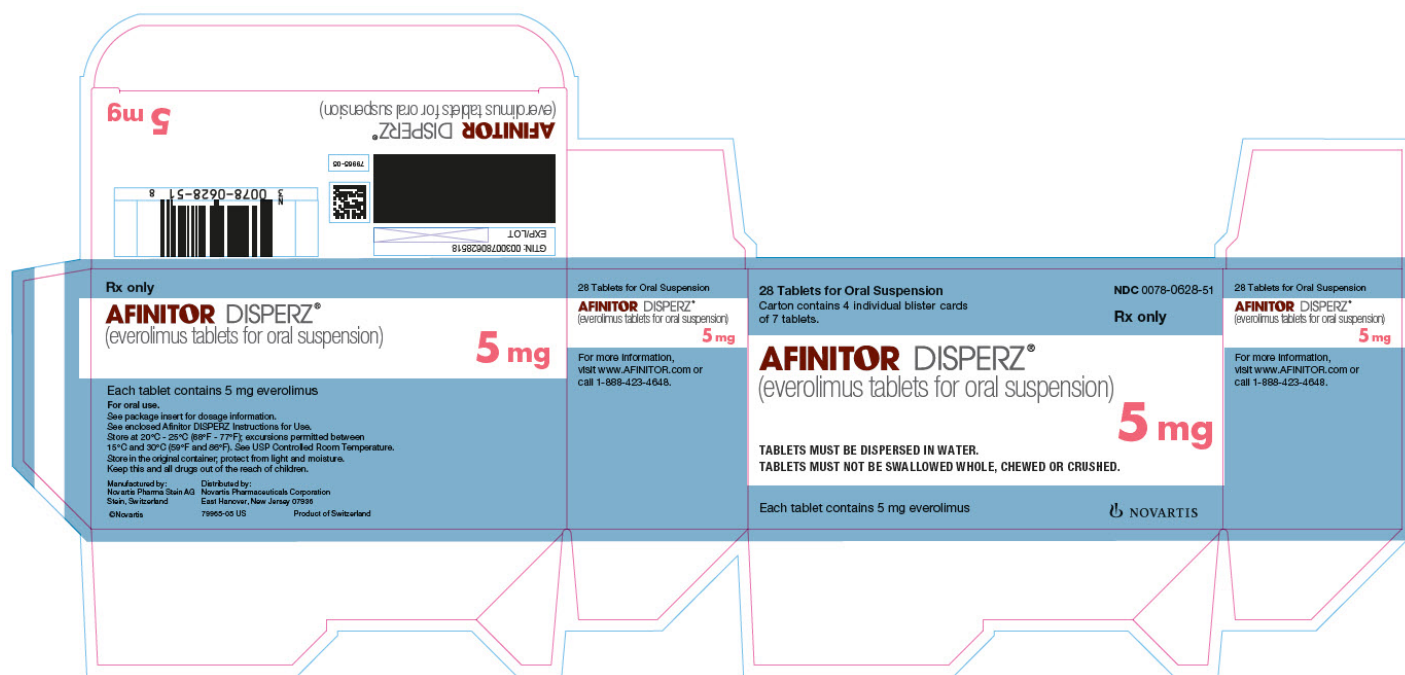 5 mg
AFINITOR DISPERZ®
(everolimus tablets for oral suspension)
79965-05
N
3 0078-0628-51 8
GTIN: 00300780628518
EXP/LOT
Rx only
AFINITOR DISPERZ®
(everolimus tablets for oral suspension)
5 mg
Each tablet contains 5 mg everolimus
For oral use.
See package insert for dosage information.
See enclosed Afinitor DISPERZ Instructions for Use.
Store at 20°C - 25°C (68°F - 77°F); excursions permitted between
15°C and 30°C (59°F and 86°F). See USP Controlled Room Temperature.
Store in the original container; protect from light and moisture.
Keep this and all drugs out of the reach of children.
Manufactured by:
Novartis Pharma Stein AG
Stein, Switzerland
Distributed by:
Novartis Pharmaceuticals Corporation
East Hanover, New Jersey 07936
©Novartis
79965-05 US
Product of Switzerland
28 Tablets for Oral Suspension
AFINITOR DISPERZ®
(everolimus tablets for oral suspension)
5 mg
For more information,
visit www.AFINITOR.com or
call 1-888-423-4648.
28 Tablets for Oral Suspension
Carton contains 4 individual blister cards
of 7 tablets.
NDC 0078-0628-51
Rx only
AFINITOR DISPERZ®
(everolimus tablets for oral suspension)
5 mg
TABLETS MUST BE DISPERSED IN WATER.
TABLETS MUST NOT BE SWALLOWED WHOLE, CHEWED OR CRUSHED.
Each tablet contains 5 mg everolimus
NOVARTIS
28 Tablets for Oral Suspension
AFINITOR DISPERZ®
(everolimus tablets for oral suspension)
5 mg
For more information,
visit www.AFINITOR.com or
call 1-888-423-4648.